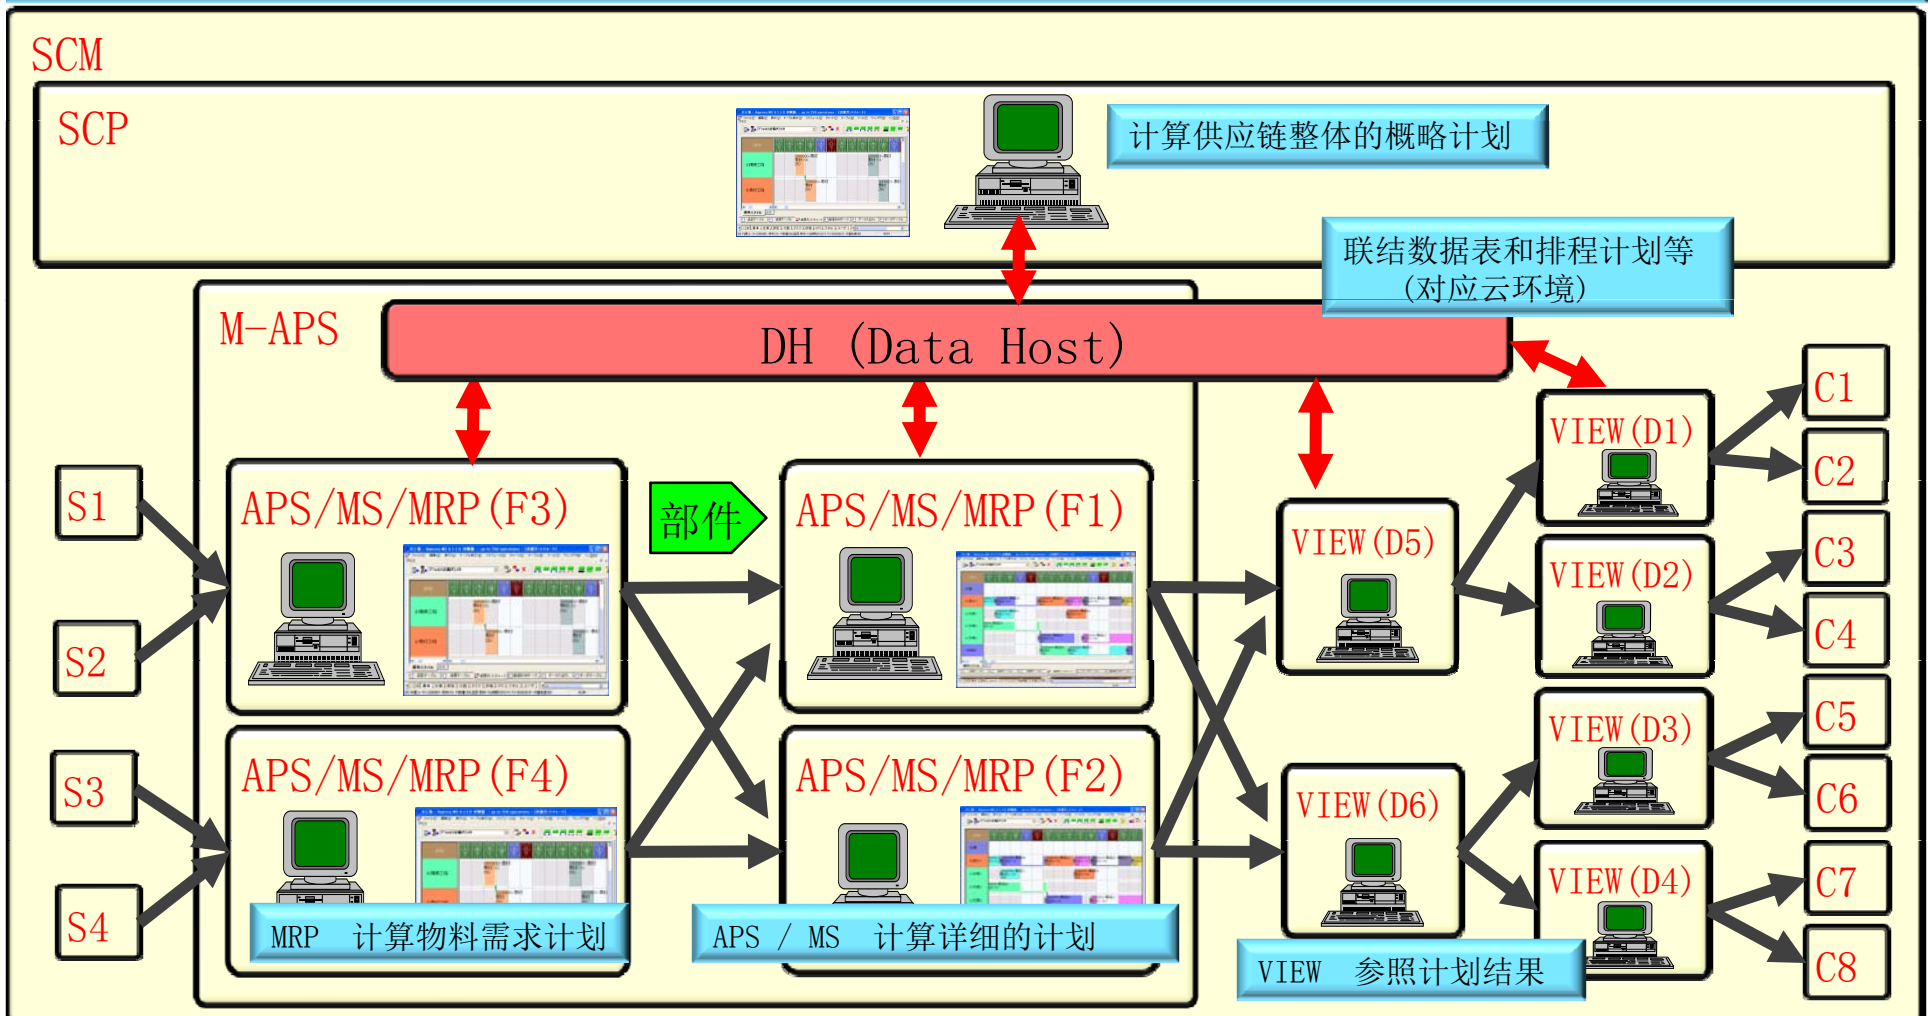 SCM
SCP
计算供应链整体的概略计划
联结数据表和排程计划等
(对应云环境)
M-APS
DH (Data Host)
C1
VIEW(D1)
C2
S1
APS/MS/MRP(F3)
部件
APS/MS/MRP(F1)
VIEW(D5)
C3
VIEW(D2)
C4
S2
C5
VIEW(D3)
S3
APS/MS/MRP(F4)
APS/MS/MRP(F2)
VIEW(D6)
C6
VIEW(D4)
C7
S4
MRP 计算物料需求计划
APS / MS 计算详细的计划
VIEW 参照计划结果
C8